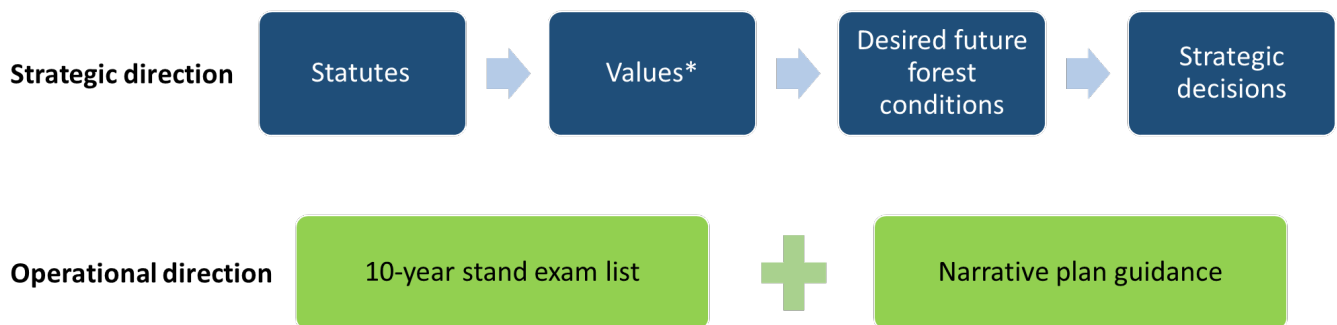 Strategic direction
Statutes
Values*
Desired future
forest
conditions
Strategic
decisions
Operational direction
10-year stand exam list
Narrative plan guidance